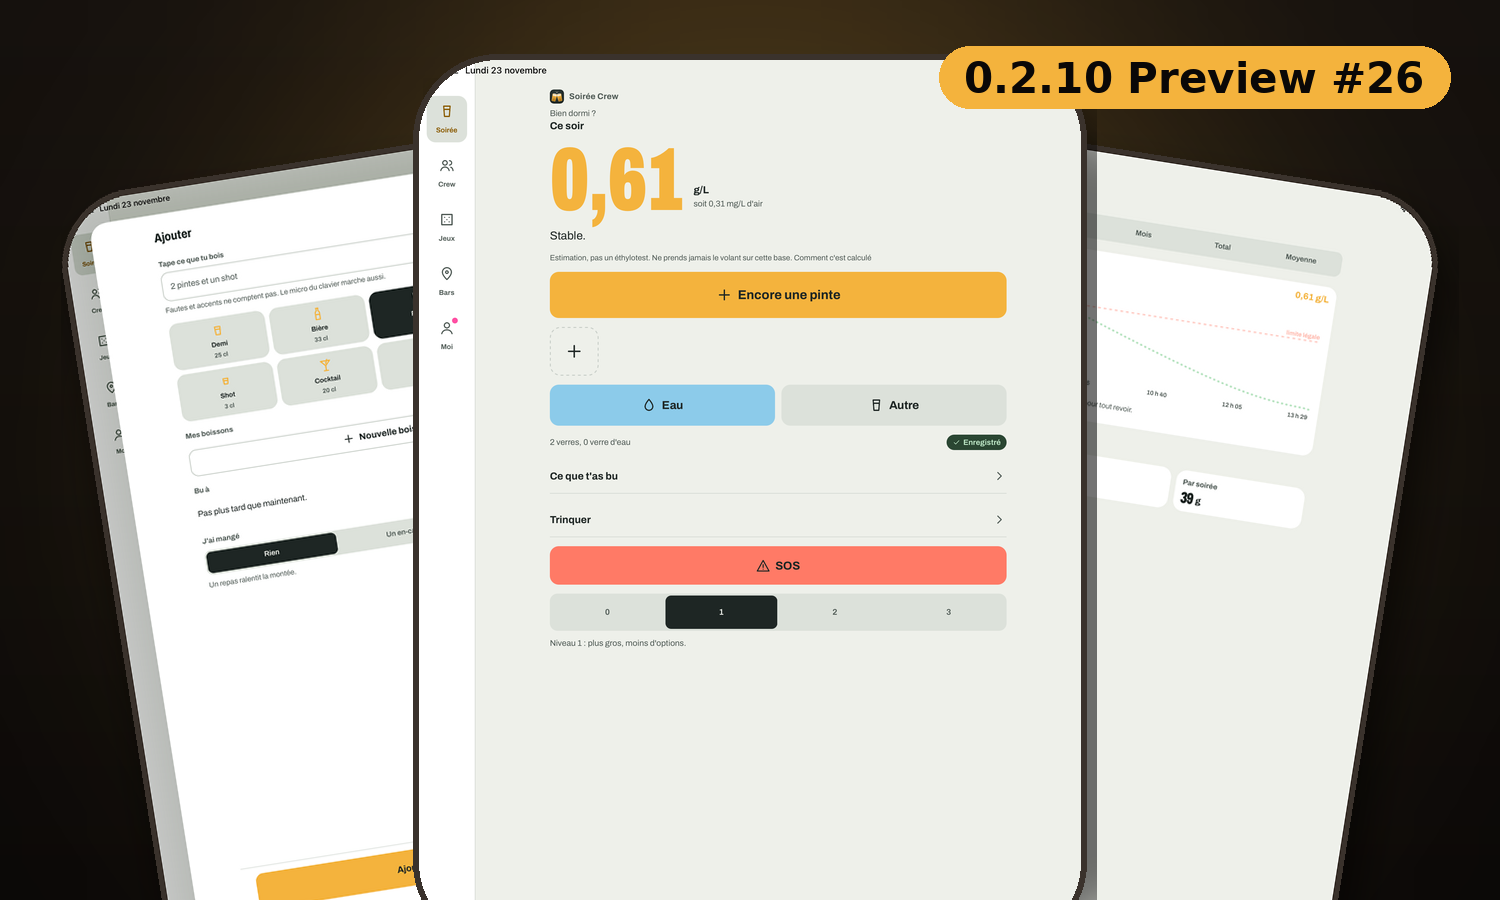 0.2.10 Preview #26
Lundi 23 novembre
Ajouter
Tape ce que tu bois
2 pintes et un shot
Fautes et accents ne comptent pas. Le micro du clavier marche aussi.
Demi
25 cl
Bière
33 cl
Shot
3 cl
Cocktail
20 cl
Mes boissons
Nouvelle
Bu à
Pas plus tard que maintenant.
J'ai mangé
Rien
Un
Un repas ralentit la montée.
Lundi 23 novembre
Soirée
Crew
Jeux
Bars
Moi
Soirée Crew
Bien dormi ?
Ce soir
0,61 g/L
soit 0,31 mg/L d'air
Stable.
Estimation, pas un éthylotest. Ne prends jamais le volant sur cette base. Comment c'est calculé
Encore une pinte
Eau
Autre
2 verres, 0 verre d'eau
Enregistré
Ce que t'as bu
Trinquer
SOS
0 1 2 3
Niveau 1 : plus gros, moins d'options.
Mois
Total
Moyenne
0,61 g/L
limite légale
10 h 40
12 h 05
13 h 29
pour tout revoir.
Par soirée
39 g